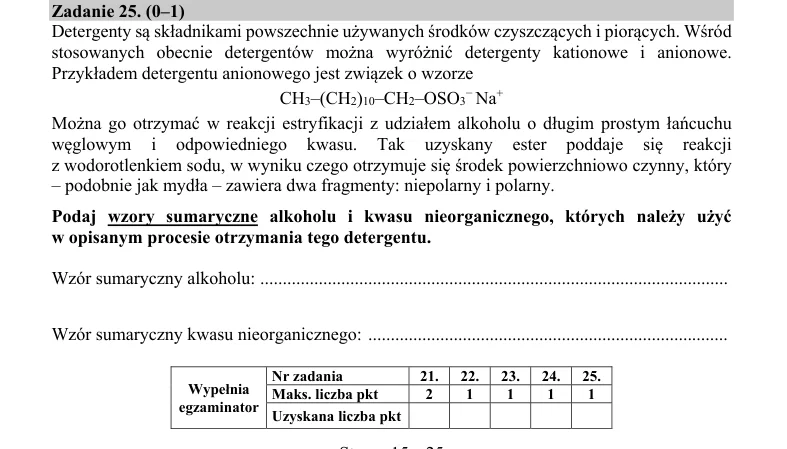 Zadanie 25. (0–1)
Detergenty są składnikami powszechnie używanych środków czyszczących i piorących. Wśród
stosowanych obecnie detergentów można wyróżnić detergenty kationowe i anionowe.
Przykładem detergentu anionowego jest związek o wzorze
CH₃–(CH₂)₁₀–CH₂–OSO₃⁻ Na⁺
Można go otrzymać w reakcji estryfikacji z udziałem alkoholu o długim prostym łańcuchu
węglowym i odpowiedniego kwasu. Tak uzyskany ester poddaje się reakcji
z wodorotlenkiem sodu, w wyniku czego otrzymuje się środek powierzchniowo czynny, który
– podobnie jak mydła – zawiera dwa fragmenty: niepolarny i polarny.
Podaj wzory sumaryczne alkoholu i kwasu nieorganicznego, których należy użyć
w opisanym procesie otrzymania tego detergentu.
Wzór sumaryczny alkoholu: ........................................................................................................
Wzór sumaryczny kwasu nieorganicznego: ................................................................................
Wypełnia egzaminator
Nr zadania 21. 22. 23. 24. 25.
Maks. liczba pkt 2 1 1 1 1
Uzyskana liczba pkt